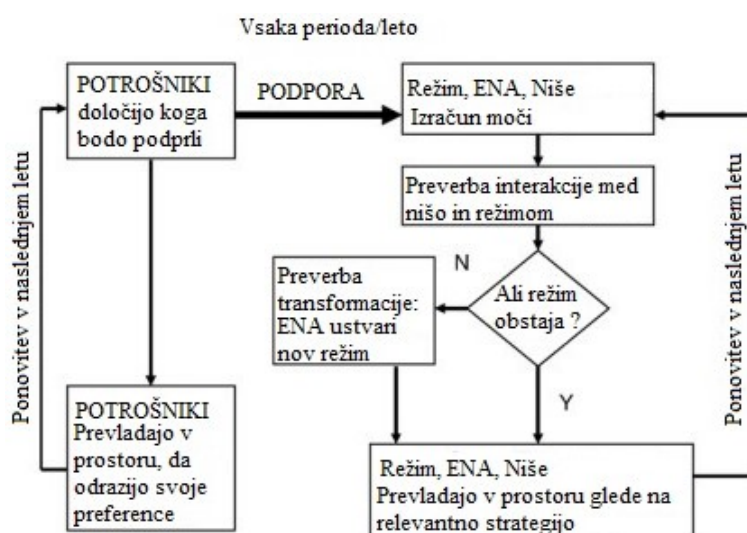 Vsaka perioda/leto
POTROŠNIKI
določijo koga
bodo podprli
PODPORA
Režim, ENA, Niše
Izračun moči
Preverba interakcije med
nišo in režimom
N
Ali režim
obstaja ?
Preverba
transformacije:
ENA ustvari
nov režim
Y
POTROŠNIKI
Prevladajo v
prostoru, da
odrazijo svoje
preference
Režim, ENA, Niše
Prevladajo v prostoru glede na
relevantno strategijo
Ponovitev v naslednjem letu
Ponovitev v naslednjem letu